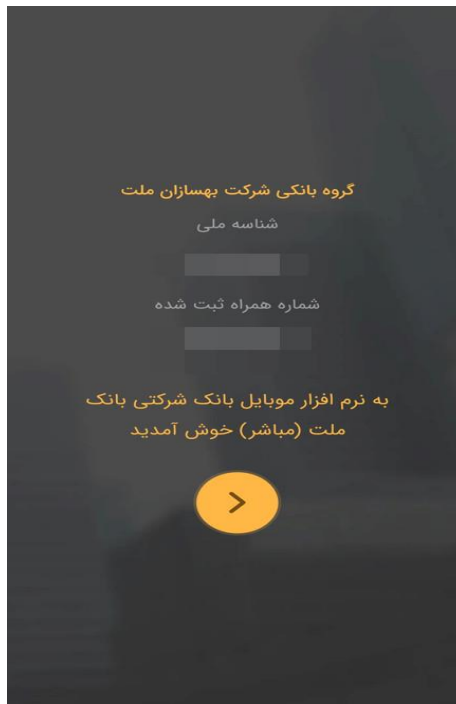 گروه بانکی شرکت بهسازان ملت
شناسه ملی
شماره همراه ثبت شده
به نرم افزار موبایل بانک شرکتی بانک
ملت (مباشر) خوش آمدید